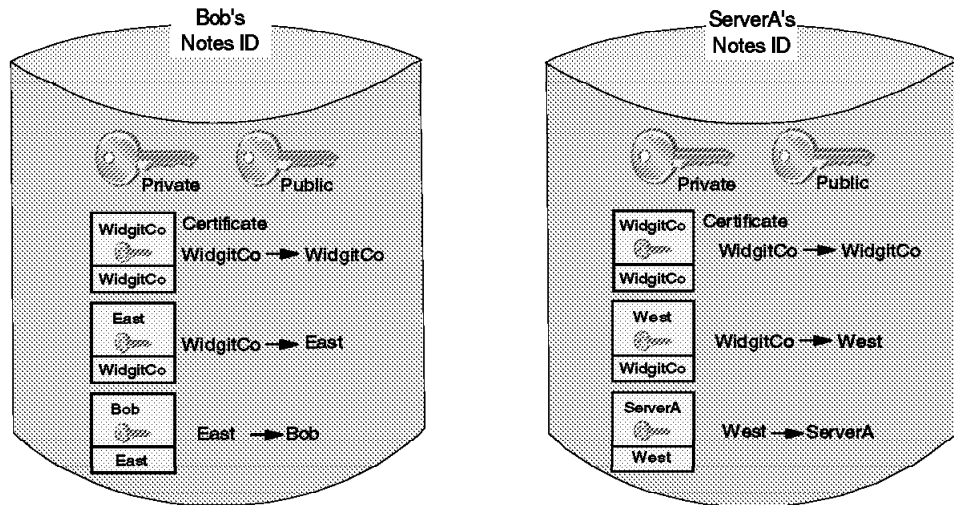 Bob's
Notes ID
Private
Public
WidgitCo
WidgitCo
Certificate
WidgitCo → WidgitCo
East
WidgitCo
WidgitCo → East
Bob
East
East → Bob
ServerA's
Notes ID
Private
Public
WidgitCo
WidgitCo
Certificate
WidgitCo → WidgitCo
West
WidgitCo
WidgitCo → West
ServerA
West
West → ServerA